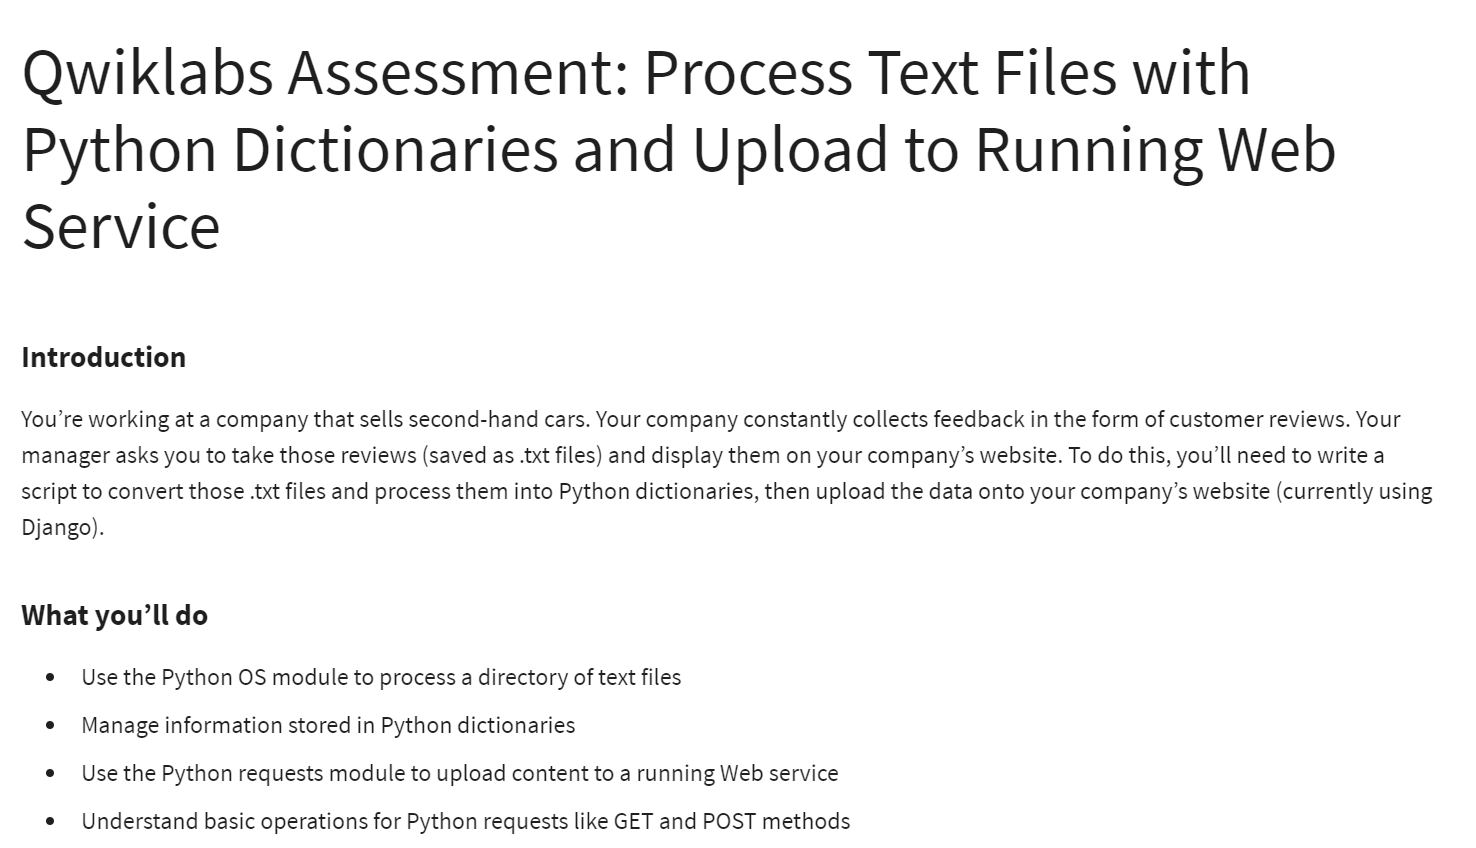 Qwiklabs Assessment: Process Text Files with
Python Dictionaries and Upload to Running Web
Service
Introduction
You’re working at a company that sells second-hand cars. Your company constantly collects feedback in the form of customer reviews. Your
manager asks you to take those reviews (saved as .txt files) and display them on your company’s website. To do this, you’ll need to write a
script to convert those .txt files and process them into Python dictionaries, then upload the data onto your company’s website (currently using
Django).
What you’ll do
• Use the Python OS module to process a directory of text files
• Manage information stored in Python dictionaries
• Use the Python requests module to upload content to a running Web service
• Understand basic operations for Python requests like GET and POST methods